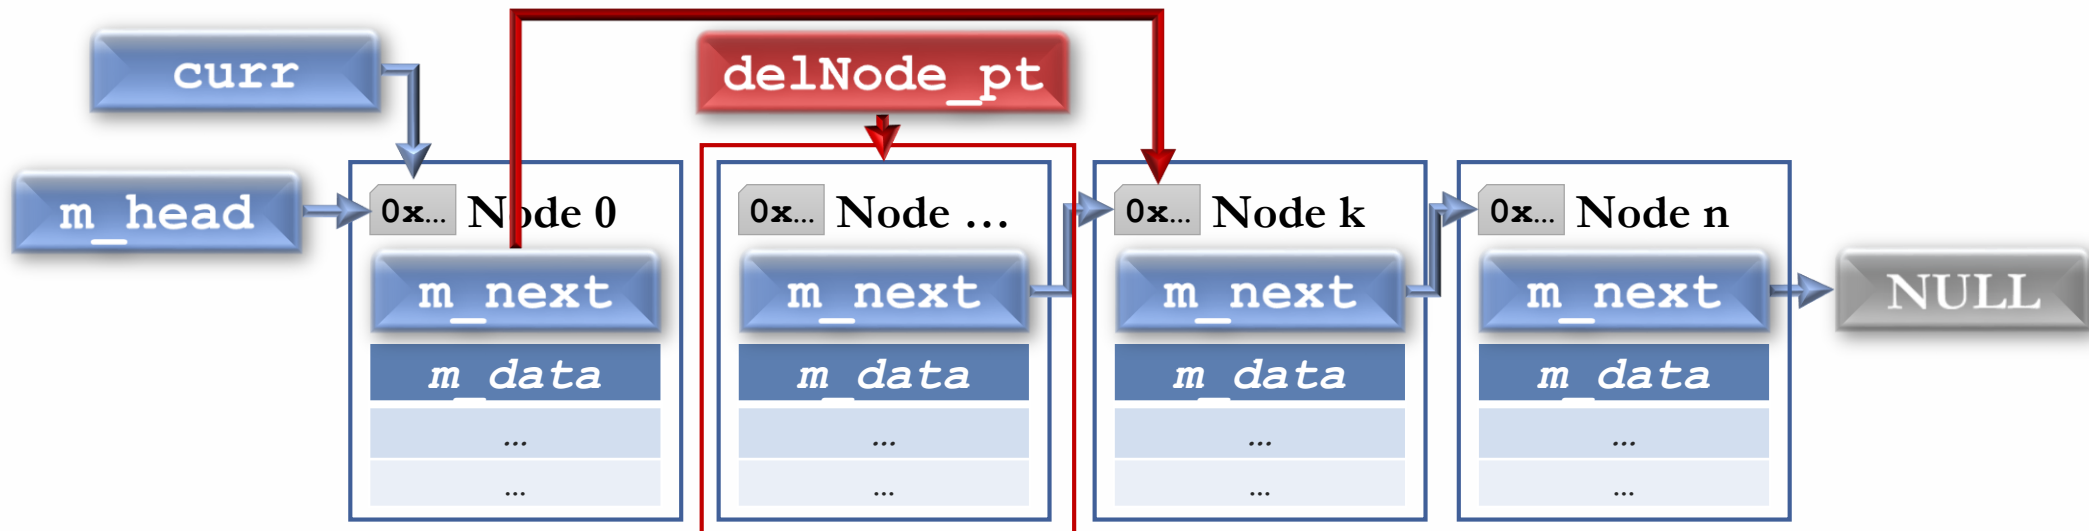 curr
delNode_pt
m_head
0x... Node 0
0x... Node ...
0x... Node k
0x... Node n
m_next
m_next
m_next
m_next
NULL
m_data
m_data
m_data
m_data
...
...
...
...
...
...
...
...